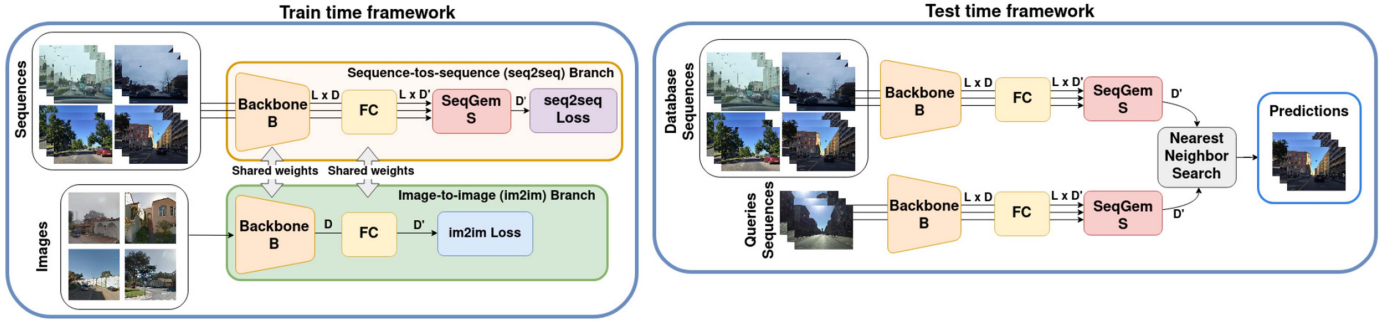 Train time framework
Sequences
Sequence-tos-sequence (seq2seq) Branch
Backbone
B
L x D
FC
L x D'
SeqGem
S
D'
seq2seq
Loss
Shared weights
Shared weights
Images
Image-to-image (im2im) Branch
Backbone
B
D
FC
D'
im2im Loss
Test time framework
Database
Sequences
Backbone
B
L x D
FC
L x D'
SeqGem
S
D'
Queries
Sequences
Backbone
B
L x D
FC
L x D'
SeqGem
S
D'
Nearest
Neighbor
Search
Predictions